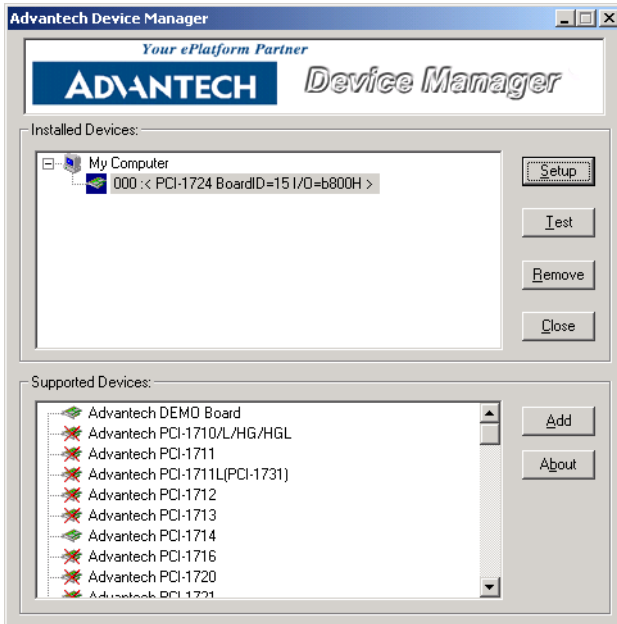 Advantech Device Manager
Your ePlatform Partner
ADVANTECH Device Manager
Installed Devices:
My Computer
000 :< PCI-1724 BoardID=15 I/O=b800H >
Setup
Test
Remove
Close
Supported Devices:
Advantech DEMO Board
Advantech PCI-1710/L/HG/HGL
Advantech PCI-1711
Advantech PCI-1711L(PCI-1731)
Advantech PCI-1712
Advantech PCI-1713
Advantech PCI-1714
Advantech PCI-1716
Advantech PCI-1720
Advantech PCI-1721
Add
About